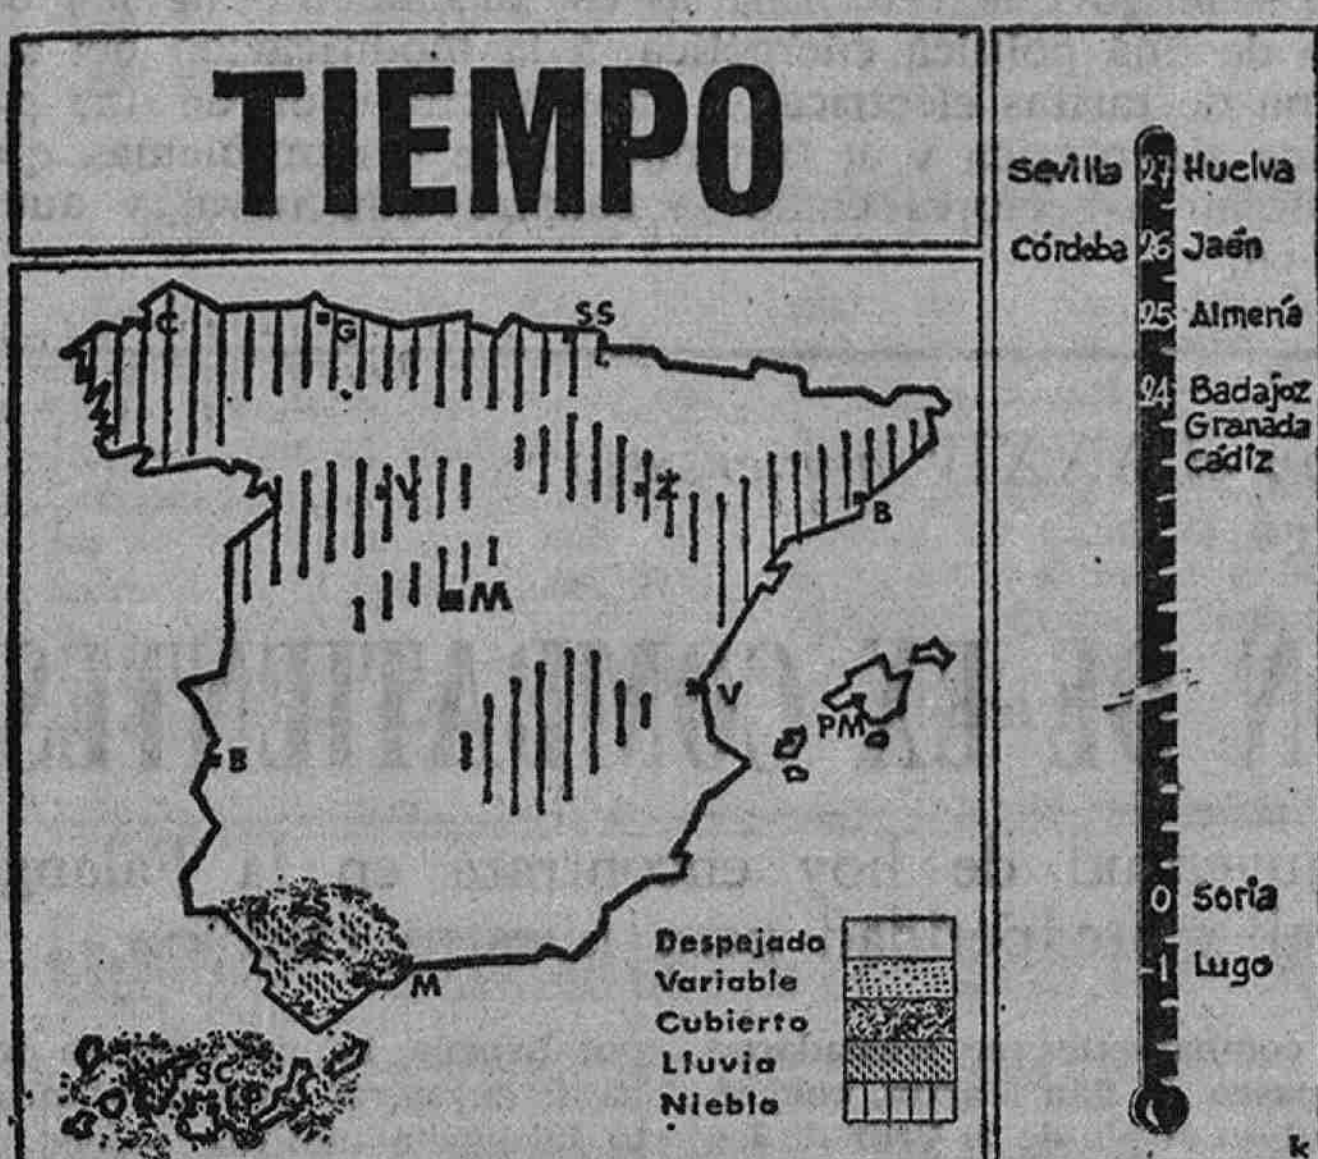 TIEMPO
Sevilla 27 Huelva
Córdoba 26 Jaén
25 Almería
24 Badajoz
Granada
Cádiz
0 Soria
-1 Lugo
C
G
SS
V
Z
B
M
V
PM
B
S
M
SC
LP
Despejado
Variable
Cubierto
Lluvia
Niebla
k